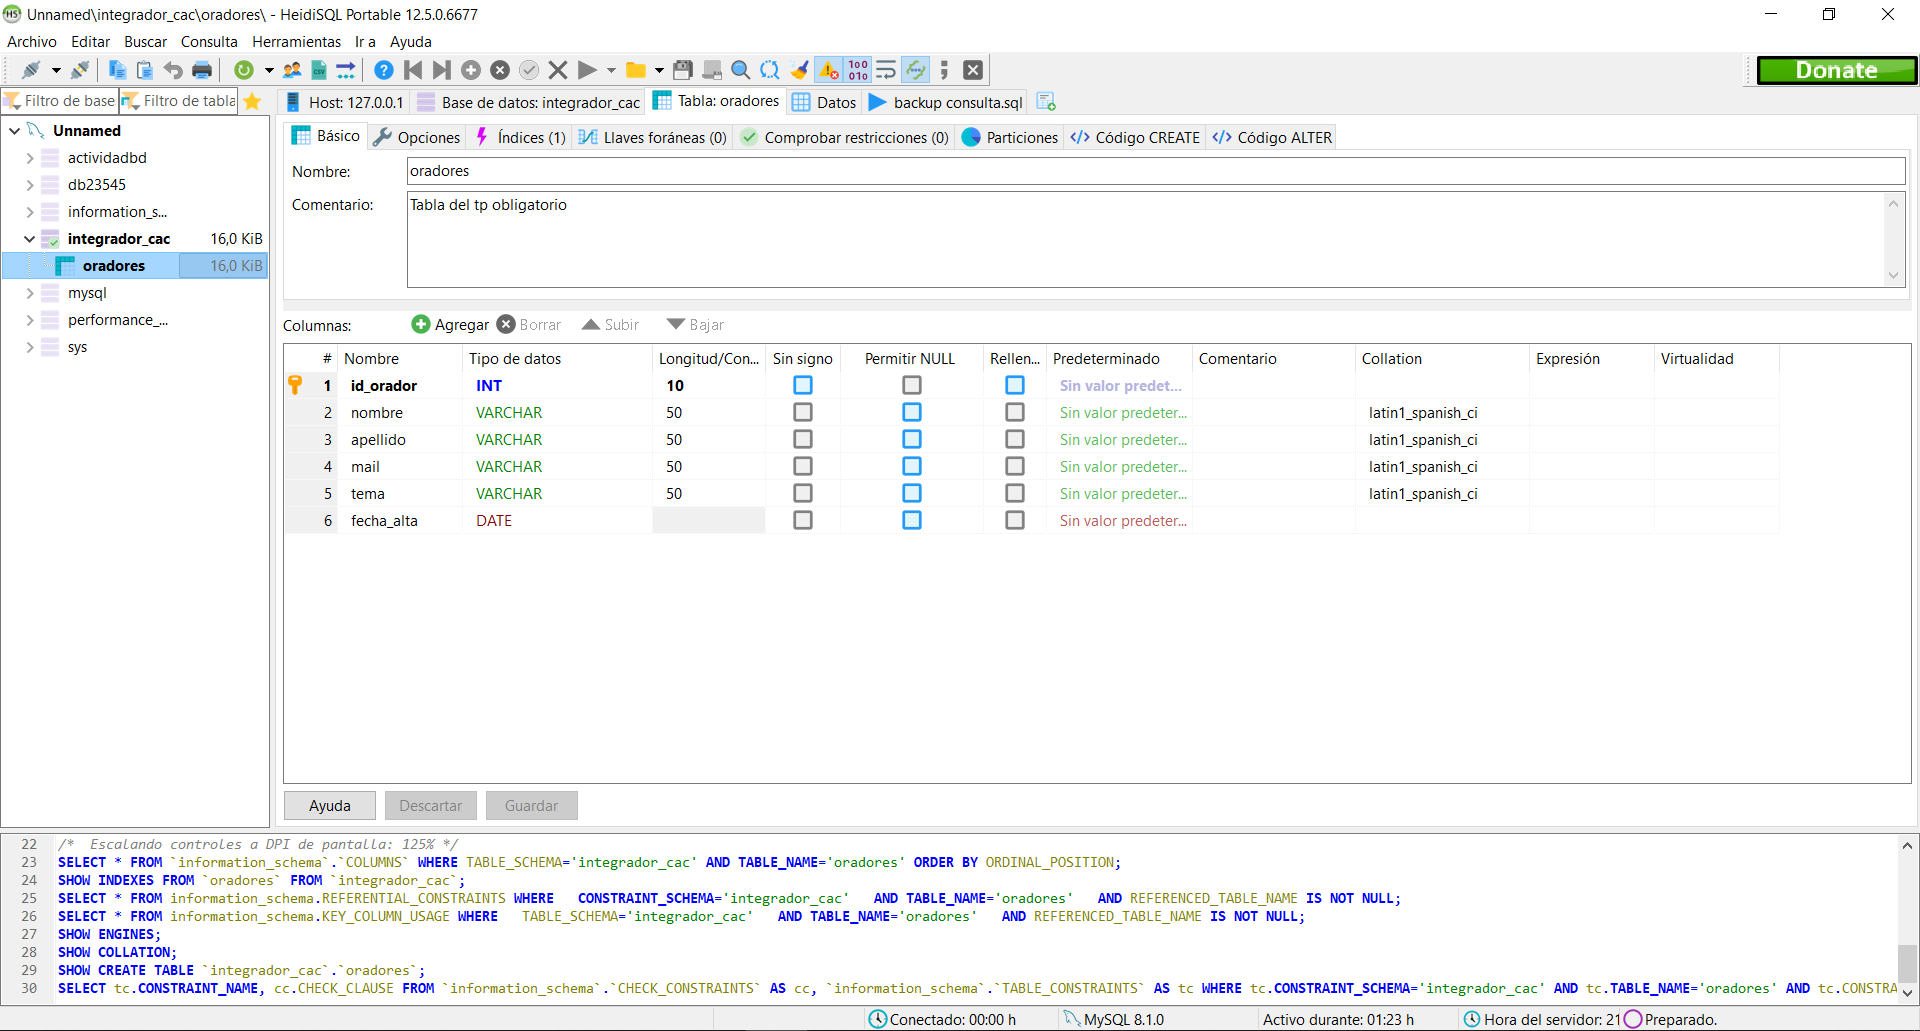 Unnamed\integrador_cac\oradores\ - HeidiSQL Portable 12.5.0.6677
Archivo Editar Buscar Consulta Herramientas Ir a Ayuda
Donate
Filtro de base Filtro de tabla
Host: 127.0.0.1 Base de datos: integrador_cac Tabla: oradores Datos backup consulta.sql
Unnamed
actividadbd
db23545
information_s...
integrador_cac 16,0 KiB
oradores 16,0 KiB
mysql
performance_...
sys
Básico Opciones Índices (1) Llaves foráneas (0) Comprobar restricciones (0) Particiones Código CREATE Código ALTER
Nombre: oradores
Comentario: Tabla del tp obligatorio
Columnas: Agregar Borrar Subir Bajar
# Nombre Tipo de datos Longitud/Con... Sin signo Permitir NULL Rellen... Predeterminado Comentario Collation Expresión Virtualidad
1 id_orador INT 10 Sin valor predet...
2 nombre VARCHAR 50 Sin valor predeter... latin1_spanish_ci
3 apellido VARCHAR 50 Sin valor predeter... latin1_spanish_ci
4 mail VARCHAR 50 Sin valor predeter... latin1_spanish_ci
5 tema VARCHAR 50 Sin valor predeter... latin1_spanish_ci
6 fecha_alta DATE Sin valor predeter...
Ayuda Descartar Guardar
22 /* Escalando controles a DPI de pantalla: 125% */
23 SELECT * FROM `information_schema`.`COLUMNS` WHERE TABLE_SCHEMA='integrador_cac' AND TABLE_NAME='oradores' ORDER BY ORDINAL_POSITION;
24 SHOW INDEXES FROM `oradores` FROM `integrador_cac`;
25 SELECT * FROM information_schema.REFERENTIAL_CONSTRAINTS WHERE   CONSTRAINT_SCHEMA='integrador_cac'   AND TABLE_NAME='oradores'   AND REFERENCED_TABLE_NAME IS NOT NULL;
26 SELECT * FROM information_schema.KEY_COLUMN_USAGE WHERE   TABLE_SCHEMA='integrador_cac'   AND TABLE_NAME='oradores'   AND REFERENCED_TABLE_NAME IS NOT NULL;
27 SHOW ENGINES;
28 SHOW COLLATION;
29 SHOW CREATE TABLE `integrador_cac`.`oradores`;
30 SELECT tc.CONSTRAINT_NAME, cc.CHECK_CLAUSE FROM `information_schema`.`CHECK_CONSTRAINTS` AS cc, `information_schema`.`TABLE_CONSTRAINTS` AS tc WHERE tc.CONSTRAINT_SCHEMA='integrador_cac' AND tc.TABLE_NAME='oradores' AND tc.CONSTRA
Conectado: 00:00 h MySQL 8.1.0 Activo durante: 01:23 h Hora del servidor: 21 Preparado.